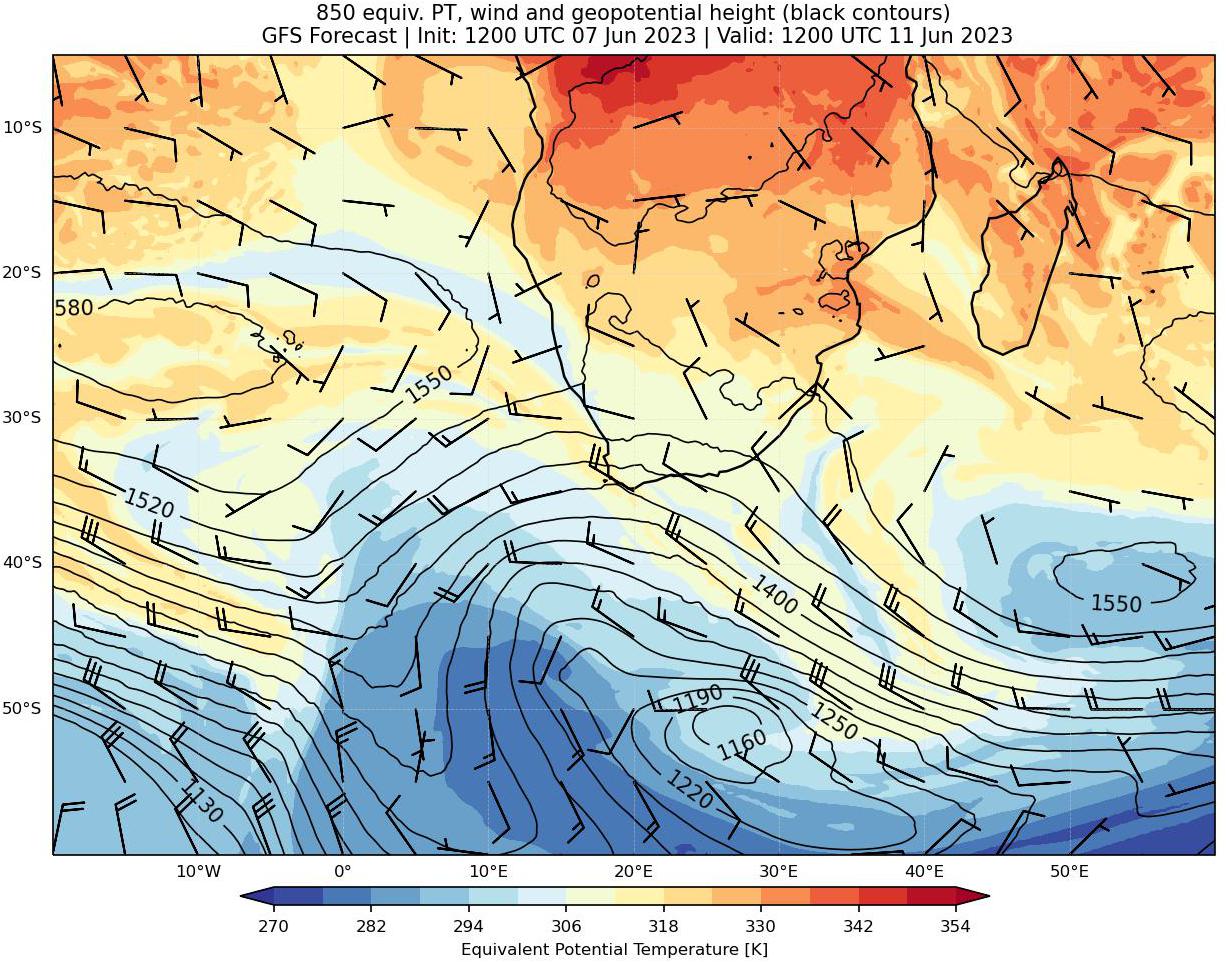 850 equiv. PT, wind and geopotential height (black contours)
GFS Forecast | Init: 1200 UTC 07 Jun 2023 | Valid: 1200 UTC 11 Jun 2023
10°S
20°S
580
1550
30°S
1520
40°S
1400
1550
1190
50°S
1250
1160
1220
1130
10°W 0° 10°E 20°E 30°E 40°E 50°E
270 282 294 306 318 330 342 354
Equivalent Potential Temperature [K]